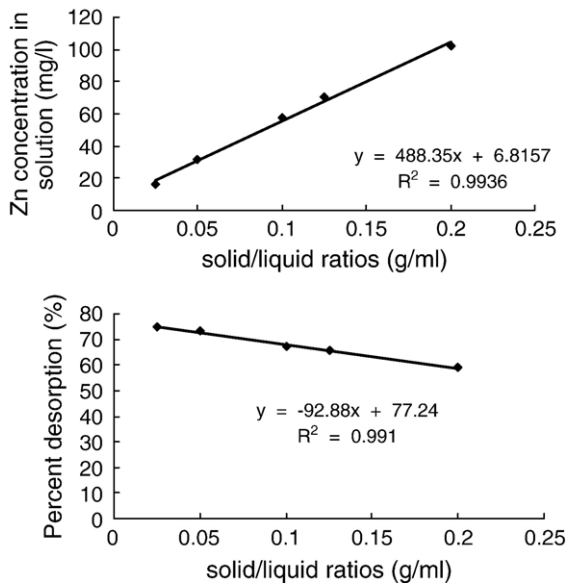 Zn concentration in
solution (mg/l)
120
100
80
60
40
20
0
0 0.05 0.1 0.15 0.2 0.25
y = 488.35x + 6.8157
R² = 0.9936
solid/liquid ratios (g/ml)
Percent desorption (%)
80
70
60
50
40
30
20
10
0
0 0.05 0.1 0.15 0.2 0.25
y = -92.88x + 77.24
R² = 0.991
solid/liquid ratios (g/ml)